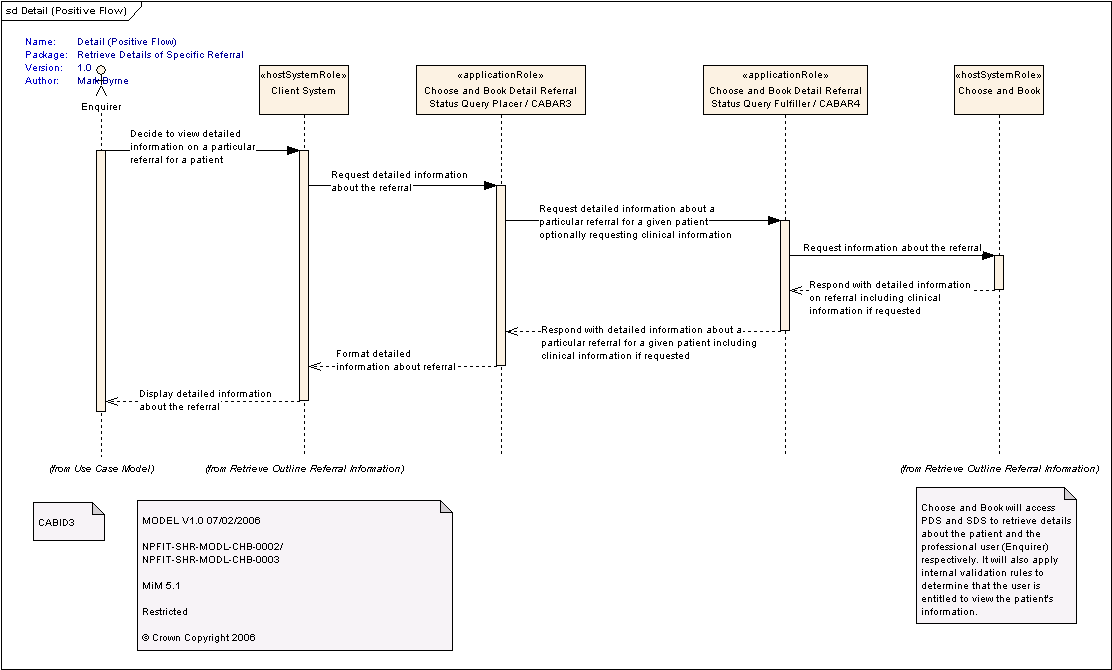 sd Detail (Positive Flow)
Name: Detail (Positive Flow)
Package: Retrieve Details of Specific Referral
Version: 1.0
Author: Mark Byrne
Enquirer
«hostSystemRole»
Client System
«applicationRole»
Choose and Book Detail Referral
Status Query Placer / CABAR3
«applicationRole»
Choose and Book Detail Referral
Status Query Fulfiller / CABAR4
«hostSystemRole»
Choose and Book
Decide to view detailed
information on a particular
referral for a patient
Request detailed information
about the referral
Request detailed information about a
particular referral for a given patient
optionally requesting clinical information
Request information about the referral
Respond with detailed information
on referral including clinical
information if requested
Respond with detailed information about a
particular referral for a given patient including
clinical information if requested
Format detailed
information about referral
Display detailed information
about the referral
(from Use Case Model)
(from Retrieve Outline Referral Information)
(from Retrieve Outline Referral Information)
CABID3
MODEL V1.0 07/02/2006
NPFIT-SHR-MODL-CHB-0002/
NPFIT-SHR-MODL-CHB-0003
MiM 5.1
Restricted
© Crown Copyright 2006
Choose and Book will access
PDS and SDS to retrieve details
about the patient and the
professional user (Enquirer)
respectively. It will also apply
internal validation rules to
determine that the user is
entitled to view the patient's
information.